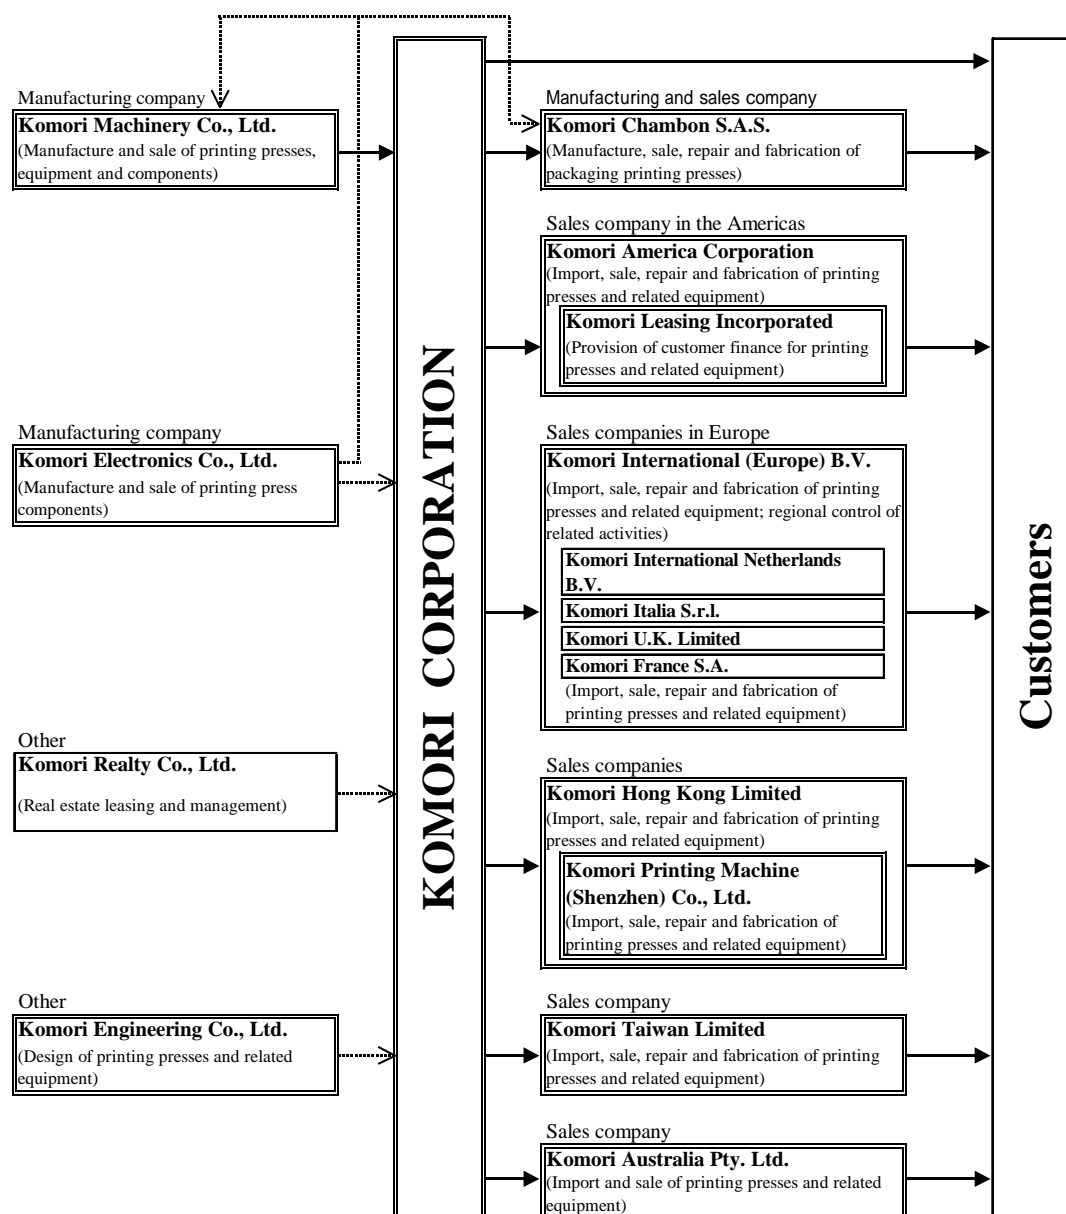 Manufacturing company
Komori Machinery Co., Ltd.
(Manufacture and sale of printing presses,
equipment and components)
Manufacturing company
Komori Electronics Co., Ltd.
(Manufacture and sale of printing press
components)
Other
Komori Realty Co., Ltd.
(Real estate leasing and management)
Other
Komori Engineering Co., Ltd.
(Design of printing presses and related
equipment)
KOMORI CORPORATION
Manufacturing and sales company
Komori Chambon S.A.S.
(Manufacture, sale, repair and fabrication of
packaging printing presses)
Sales company in the Americas
Komori America Corporation
(Import, sale, repair and fabrication of printing
presses and related equipment)
Komori Leasing Incorporated
(Provision of customer finance for printing
presses and related equipment)
Sales companies in Europe
Komori International (Europe) B.V.
(Import, sale, repair and fabrication of printing
presses and related equipment; regional control of
related activities)
Komori International Netherlands
B.V.
Komori Italia S.r.l.
Komori U.K. Limited
Komori France S.A.
(Import, sale, repair and fabrication of
printing presses and related equipment)
Sales companies
Komori Hong Kong Limited
(Import, sale, repair and fabrication of printing
presses and related equipment)
Komori Printing Machine
(Shenzhen) Co., Ltd.
(Import, sale, repair and fabrication of
printing presses and related equipment)
Sales company
Komori Taiwan Limited
(Import, sale, repair and fabrication of printing
presses and related equipment)
Sales company
Komori Australia Pty. Ltd.
(Import and sale of printing presses and related
equipment)
Customers